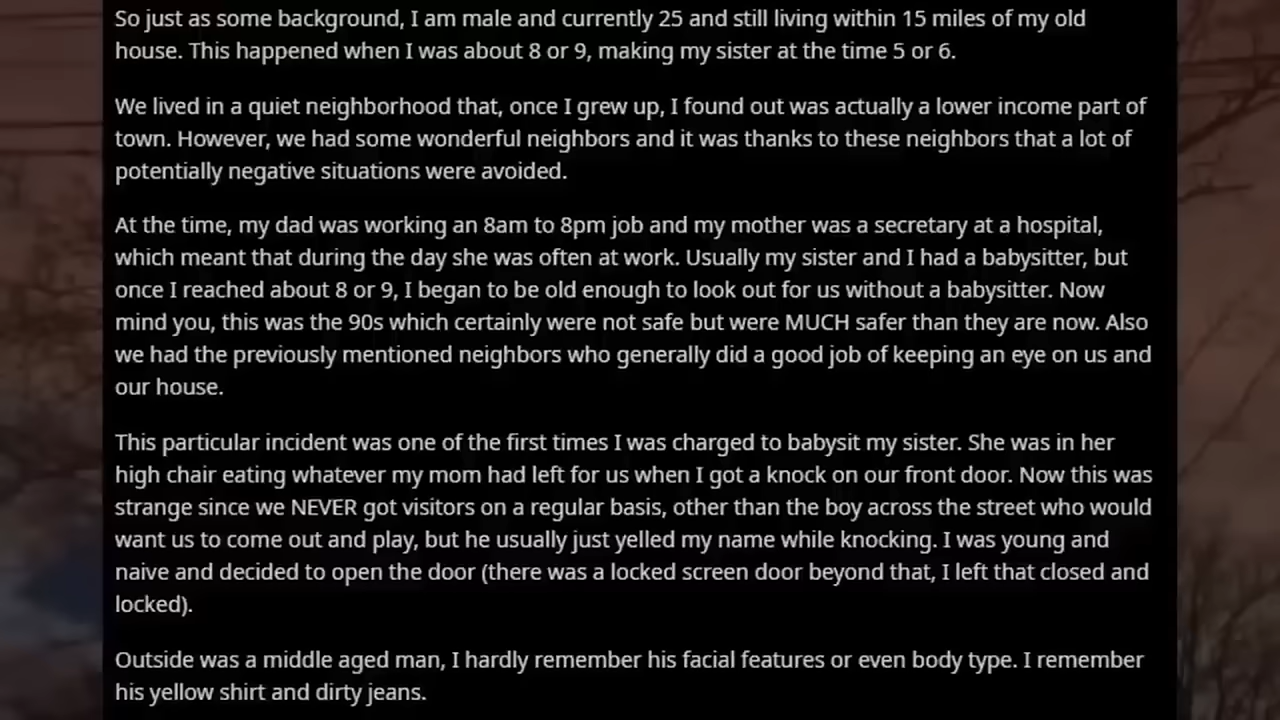 So just as some background, I am male and currently 25 and still living within 15 miles of my old
house. This happened when I was about 8 or 9, making my sister at the time 5 or 6.
We lived in a quiet neighborhood that, once I grew up, I found out was actually a lower income part of
town. However, we had some wonderful neighbors and it was thanks to these neighbors that a lot of
potentially negative situations were avoided.
At the time, my dad was working an 8am to 8pm job and my mother was a secretary at a hospital,
which meant that during the day she was often at work. Usually my sister and I had a babysitter, but
once I reached about 8 or 9, I began to be old enough to look out for us without a babysitter. Now
mind you, this was the 90s which certainly were not safe but were MUCH safer than they are now. Also
we had the previously mentioned neighbors who generally did a good job of keeping an eye on us and
our house.
This particular incident was one of the first times I was charged to babysit my sister. She was in her
high chair eating whatever my mom had left for us when I got a knock on our front door. Now this was
strange since we NEVER got visitors on a regular basis, other than the boy across the street who would
want us to come out and play, but he usually just yelled my name while knocking. I was young and
naive and decided to open the door (there was a locked screen door beyond that, I left that closed and
locked).
Outside was a middle aged man, I hardly remember his facial features or even body type. I remember
his yellow shirt and dirty jeans.